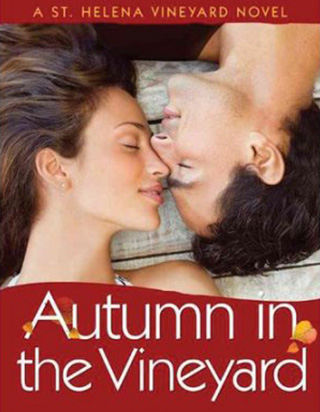 A ST. HELENA VINEYARD NOVEL
Autumn in
the Vineyard